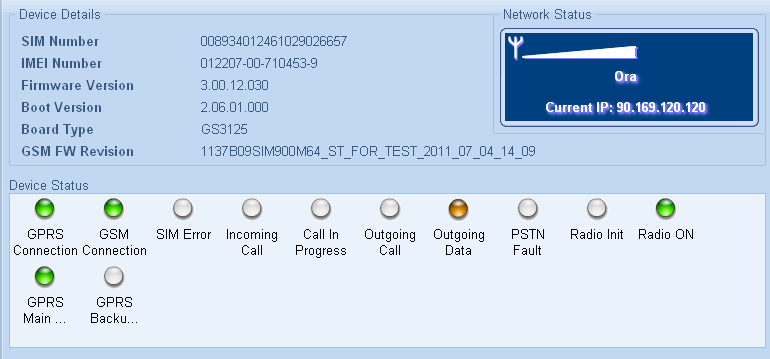 Device Details
SIM Number 008934012461029026657
IMEI Number 012207-00-710453-9
Firmware Version 3.00.12.030
Boot Version 2.06.01.000
Board Type GS3125
GSM FW Revision 1137B09SIM900M64_ST_FOR_TEST_2011_07_04_14_09
Network Status
Ora
Current IP: 90.169.120.120
Device Status
GPRS Connection
GSM Connection
SIM Error
Incoming Call
Call In Progress
Outgoing Call
Outgoing Data
PSTN Fault
Radio Init
Radio ON
GPRS Main ...
GPRS Backu...